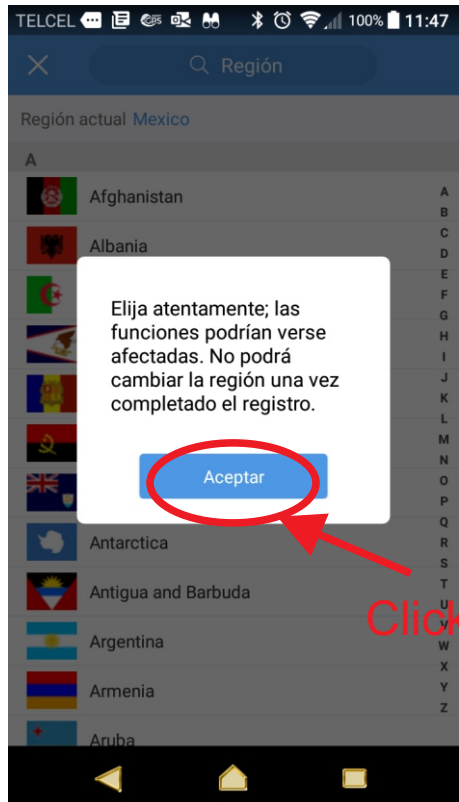 TELCEL 100% 11:47
Región
Región actual Mexico
A
Afghanistan
Albania
Elija atentamente; las
funciones podrían verse
afectadas. No podrá
cambiar la región una vez
completado el registro.
Aceptar
Antarctica
Antigua and Barbuda
Argentina
Armenia
Aruba
Click
A
B
C
D
E
F
G
H
I
J
K
L
M
N
O
P
Q
R
S
T
U
V
W
X
Y
Z